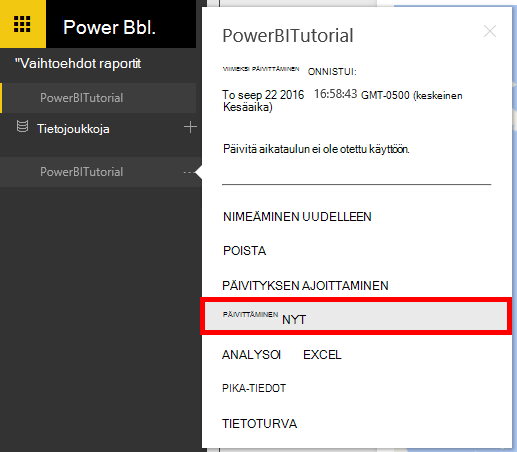 Power Bbl.
"Vaihtoehdot raportit
PowerBITutorial
Tietojoukkoja
PowerBITutorial
PowerBITutorial
VIIMEKSI PÄIVITTÄMINEN ONNISTUI:
To seep 22 2016 16:58:43 GMT-0500 (keskeinen
Kesäaika)
Päivitä aikataulun ei ole otettu käyttöön.
NIMEÄMINEN UUDELLEEN
POISTA
PÄIVITYKSEN AJOITTAMINEN
PÄIVITTÄMINEN NYT
ANALYSOI EXCEL
PIKA-TIEDOT
TIETOTURVA